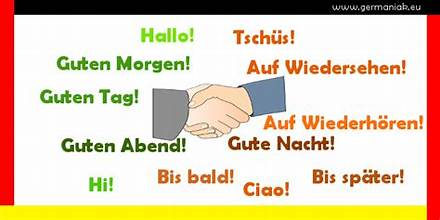 www.germaniak.eu
Hallo!
Tschüs!
Guten Morgen!
Auf Wiedersehen!
Guten Tag!
Auf Wiederhören!
Guten Abend!
Gute Nacht!
Hi!
Bis bald!
Ciao!
Bis später!